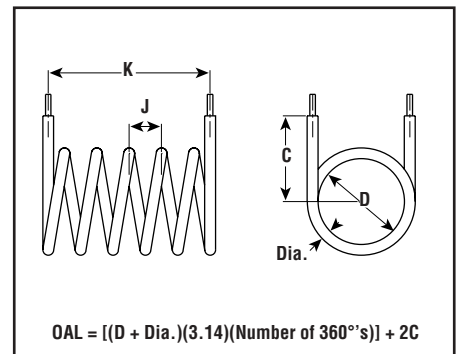 K
J
C
D
Dia.
OAL = [(D + Dia.)(3.14)(Number of 360°'s)] + 2C